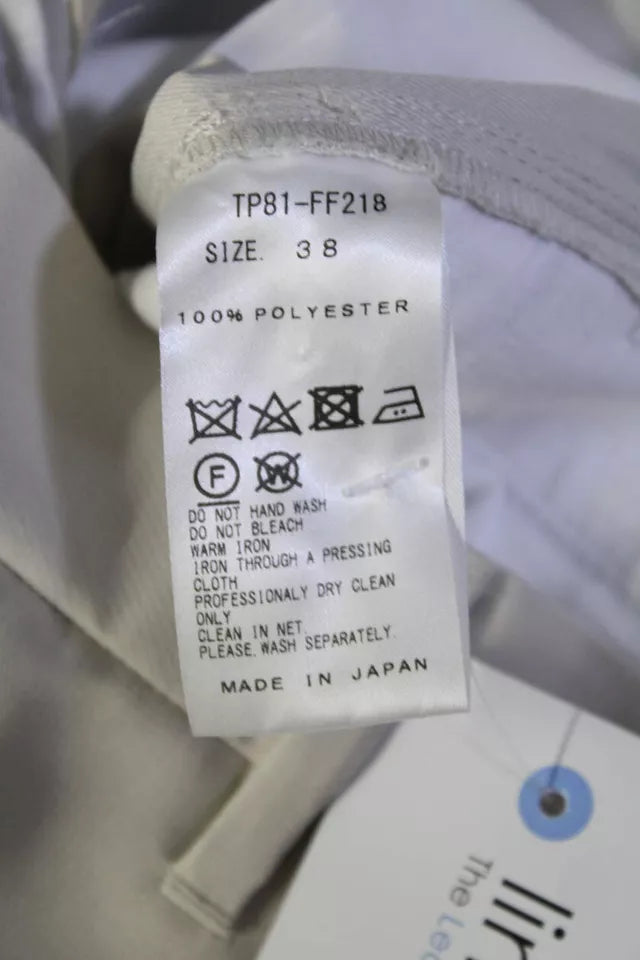 TP81-FF218
SIZE. 38
100% POLYESTER
F W
DO NOT HAND WASH
DO NOT BLEACH
WARM IRON
IRON THROUGH A PRESSING
CLOTH
PROFESSIONALY DRY CLEAN
ONLY
CLEAN IN NET.
PLEASE.WASH SEPARATELY.
MADE IN JAPAN
The